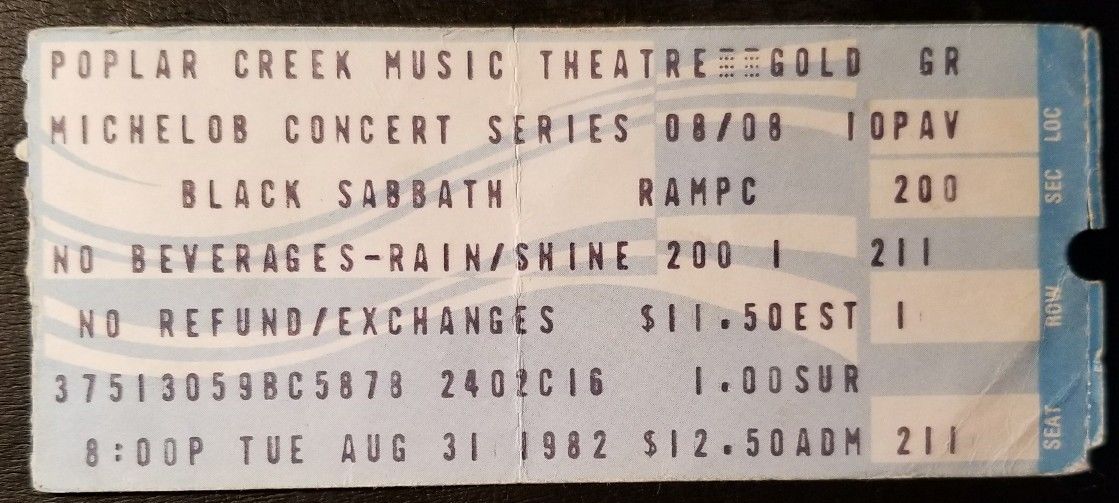 POPLAR CREEK MUSIC THEATRE GOLD GR
MICHELOB CONCERT SERIES 08/08 10PAV
BLACK SABBATH RAMPC 200
NO BEVERAGES-RAIN/SHINE 200 1 211
NO REFUND/EXCHANGES $11.50EST 1
37513059BC5878 2402C16 1.00SUR
8:00P TUE AUG 31 1982 $12.50ADM 211
SEC LOC
ROW
SEAT